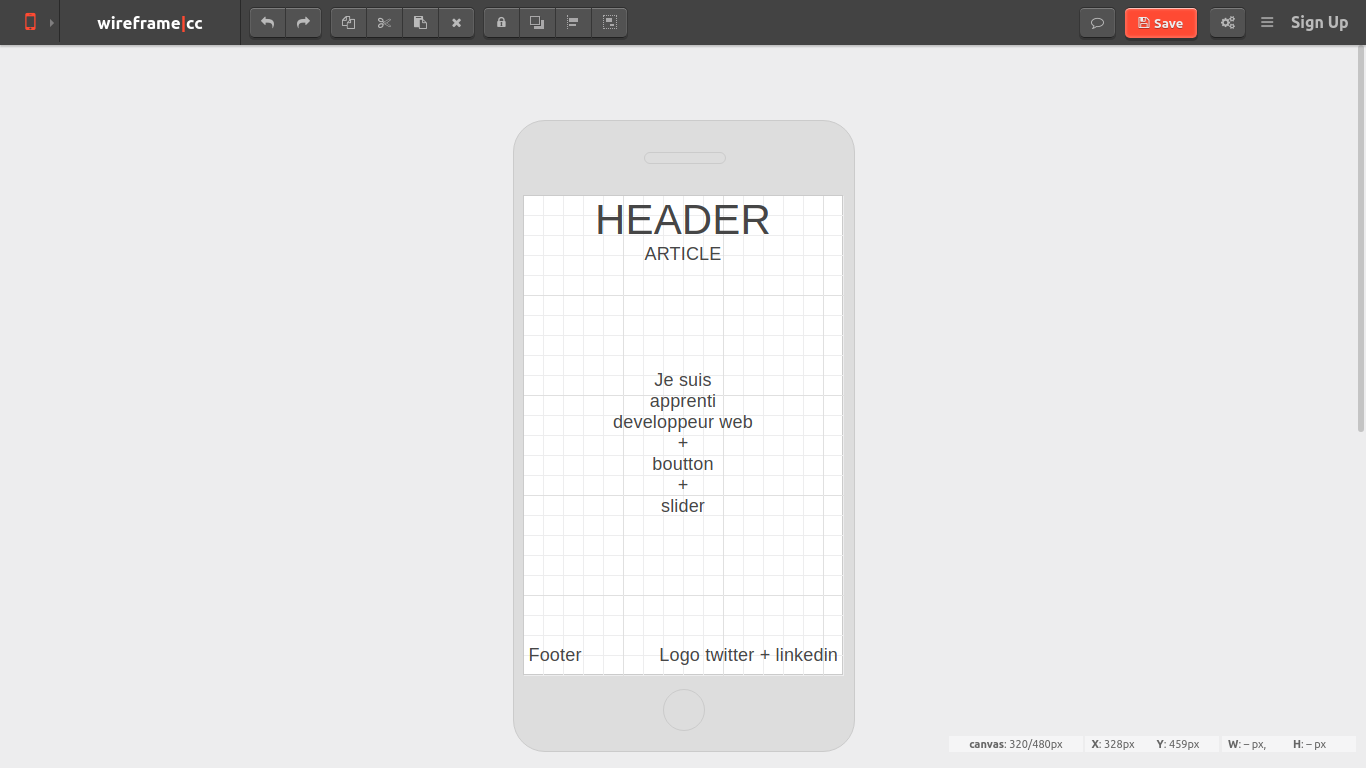 wireframe|cc
Save
Sign Up
HEADER
ARTICLE
Je suis
apprenti
developpeur web
+
boutton
+
slider
Footer Logo twitter + linkedin
canvas: 320/480px X: 328px Y: 459px W: – px, H: – px